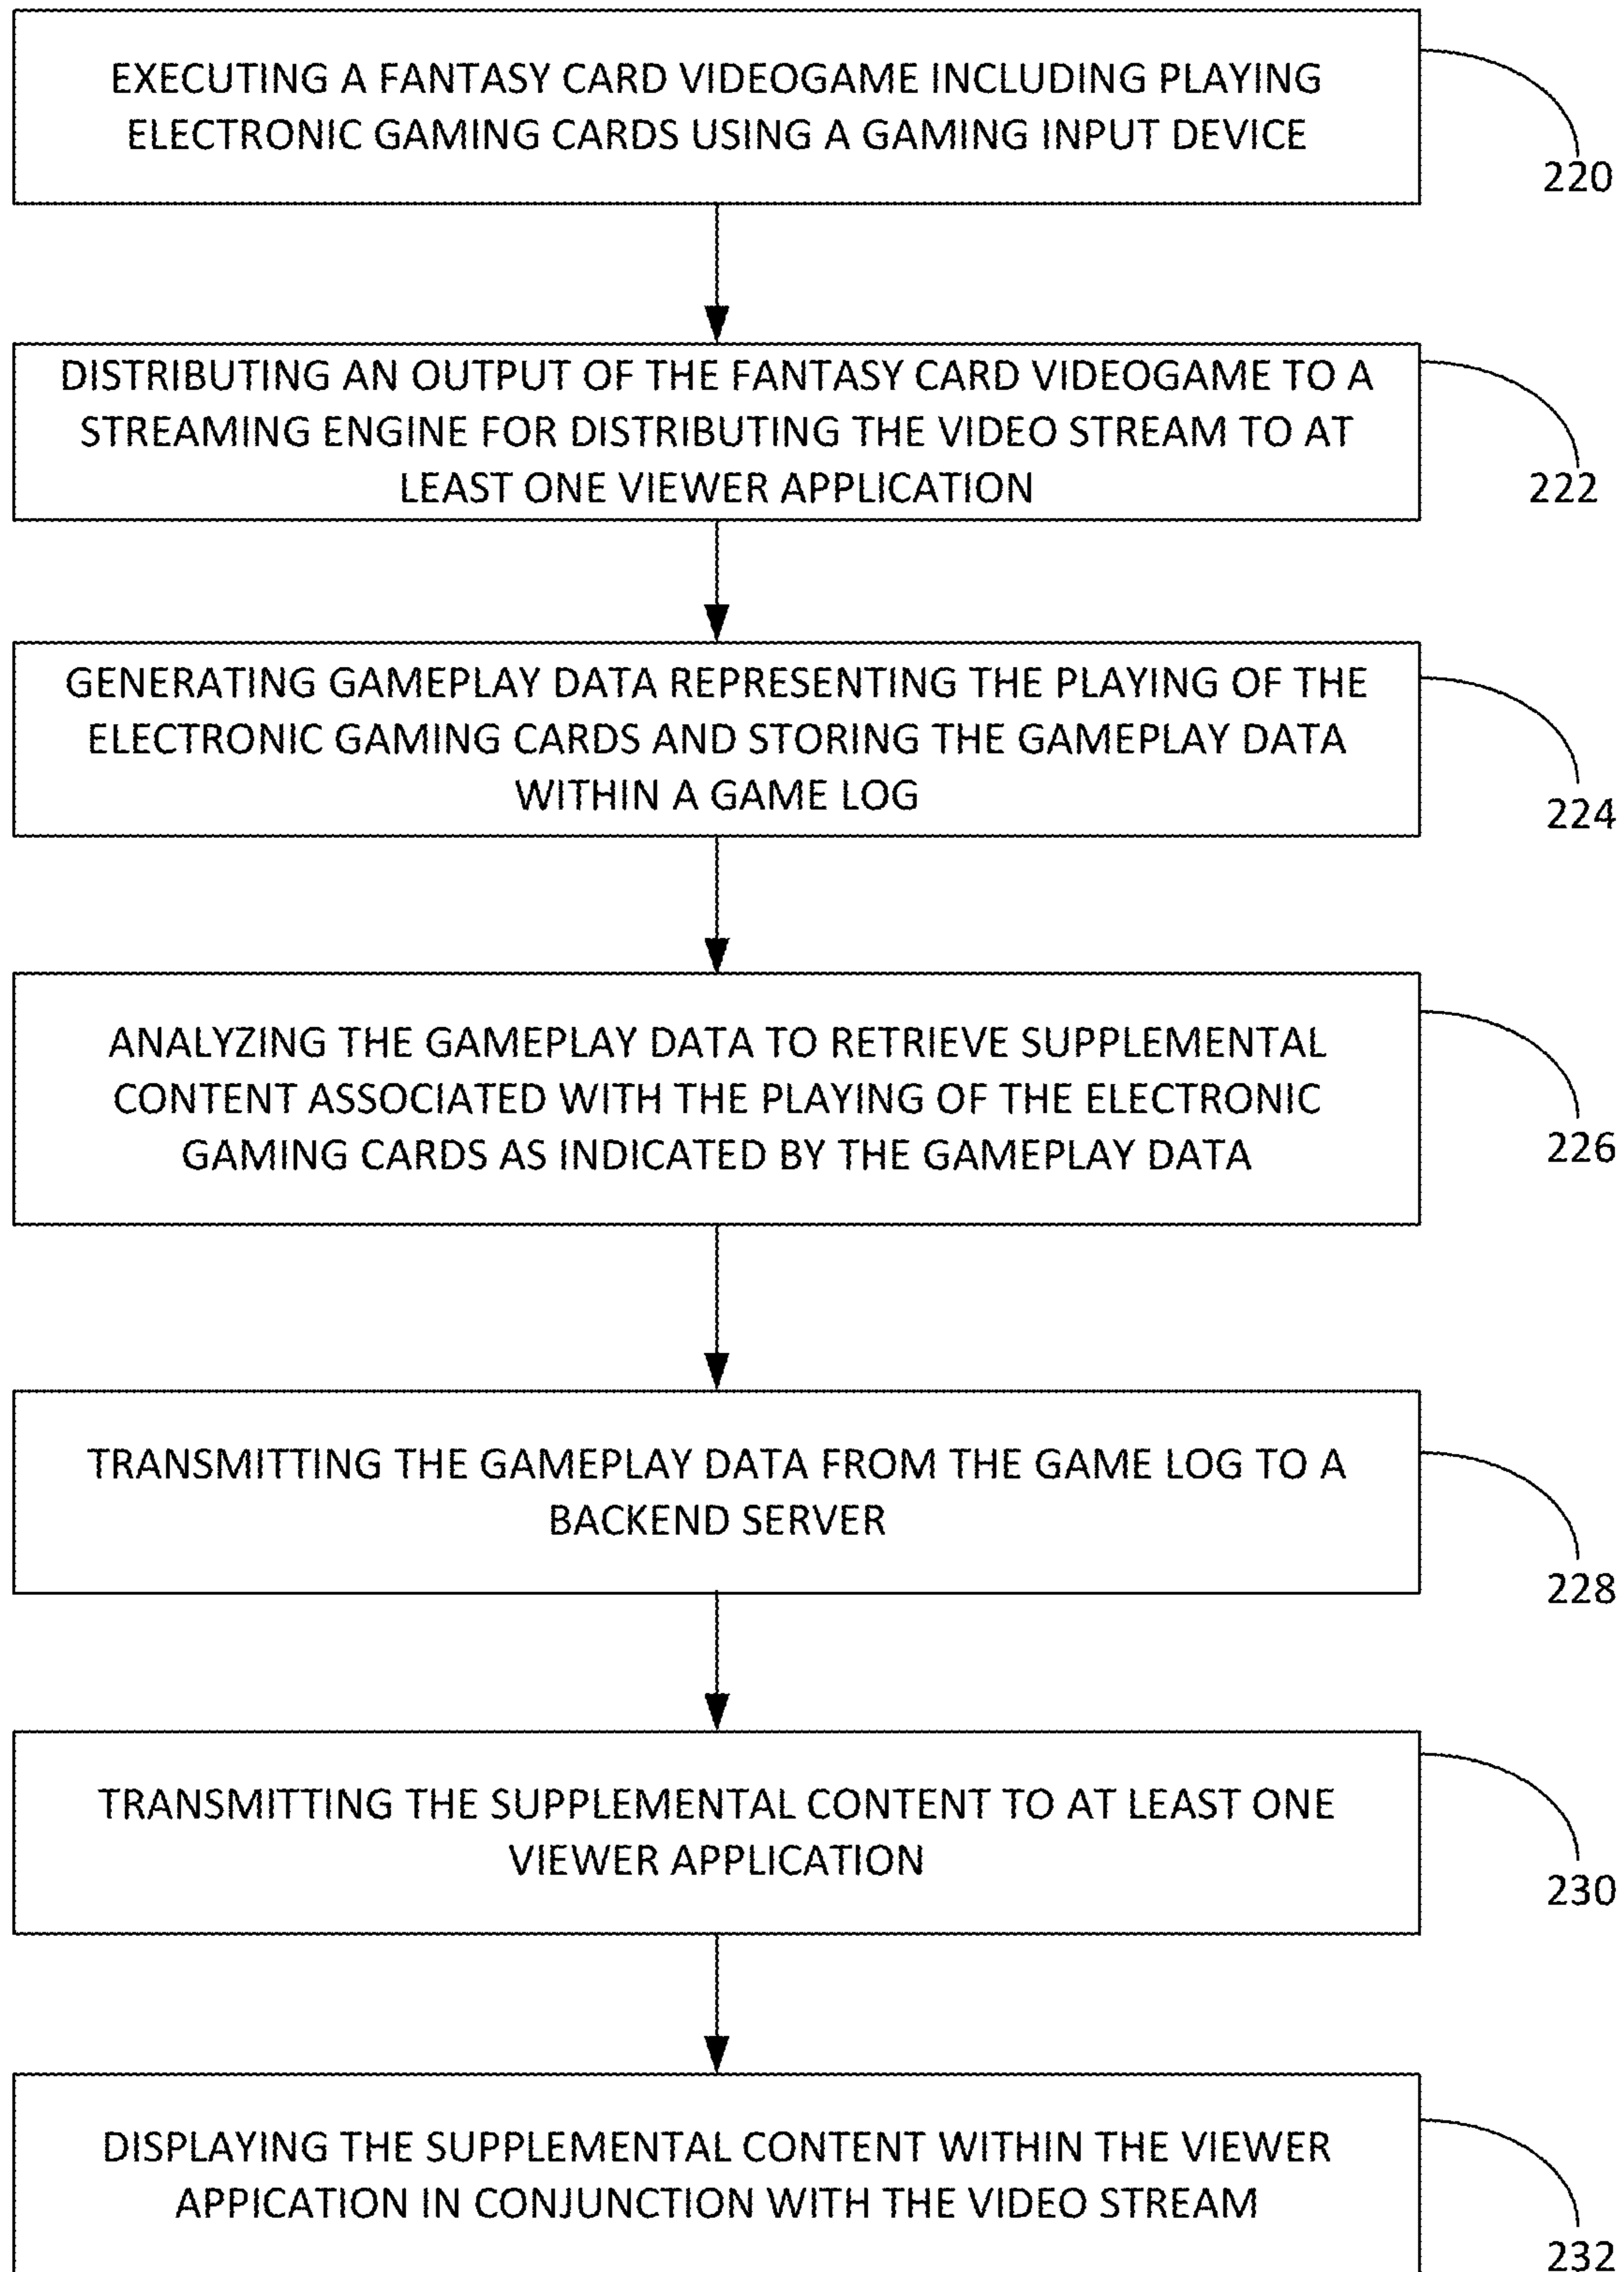 EXECUTING A FANTASY CARD VIDEOGAME INCLUDING PLAYING
ELECTRONIC GAMING CARDS USING A GAMING INPUT DEVICE
220
DISTRIBUTING AN OUTPUT OF THE FANTASY CARD VIDEOGAME TO A
STREAMING ENGINE FOR DISTRIBUTING THE VIDEO STREAM TO AT
LEAST ONE VIEWER APPLICATION
222
GENERATING GAMEPLAY DATA REPRESENTING THE PLAYING OF THE
ELECTRONIC GAMING CARDS AND STORING THE GAMEPLAY DATA
WITHIN A GAME LOG
224
ANALYZING THE GAMEPLAY DATA TO RETRIEVE SUPPLEMENTAL
CONTENT ASSOCIATED WITH THE PLAYING OF THE ELECTRONIC
GAMING CARDS AS INDICATED BY THE GAMEPLAY DATA
226
TRANSMITTING THE GAMEPLAY DATA FROM THE GAME LOG TO A
BACKEND SERVER
228
TRANSMITTING THE SUPPLEMENTAL CONTENT TO AT LEAST ONE
VIEWER APPLICATION
230
DISPLAYING THE SUPPLEMENTAL CONTENT WITHIN THE VIEWER
APPICATION IN CONJUNCTION WITH THE VIDEO STREAM
232